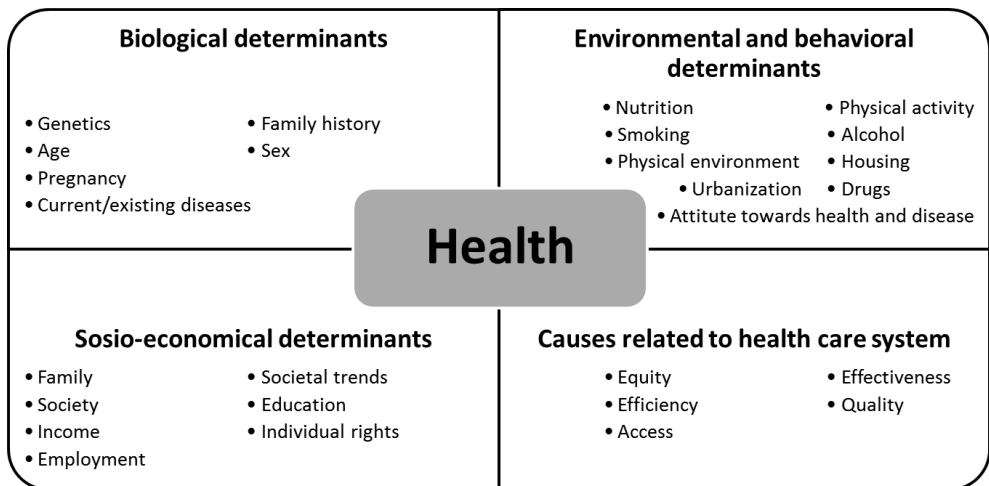 Biological determinants
• Genetics
• Age
• Pregnancy
• Current/existing diseases
• Family history
• Sex
Environmental and behavioral
determinants
• Nutrition
• Smoking
• Physical environment
• Urbanization
• Physical activity
• Alcohol
• Housing
• Drugs
• Attitute towards health and disease
Health
Sosio-economical determinants
• Family
• Society
• Income
• Employment
• Societal trends
• Education
• Individual rights
Causes related to health care system
• Equity
• Efficiency
• Access
• Effectiveness
• Quality